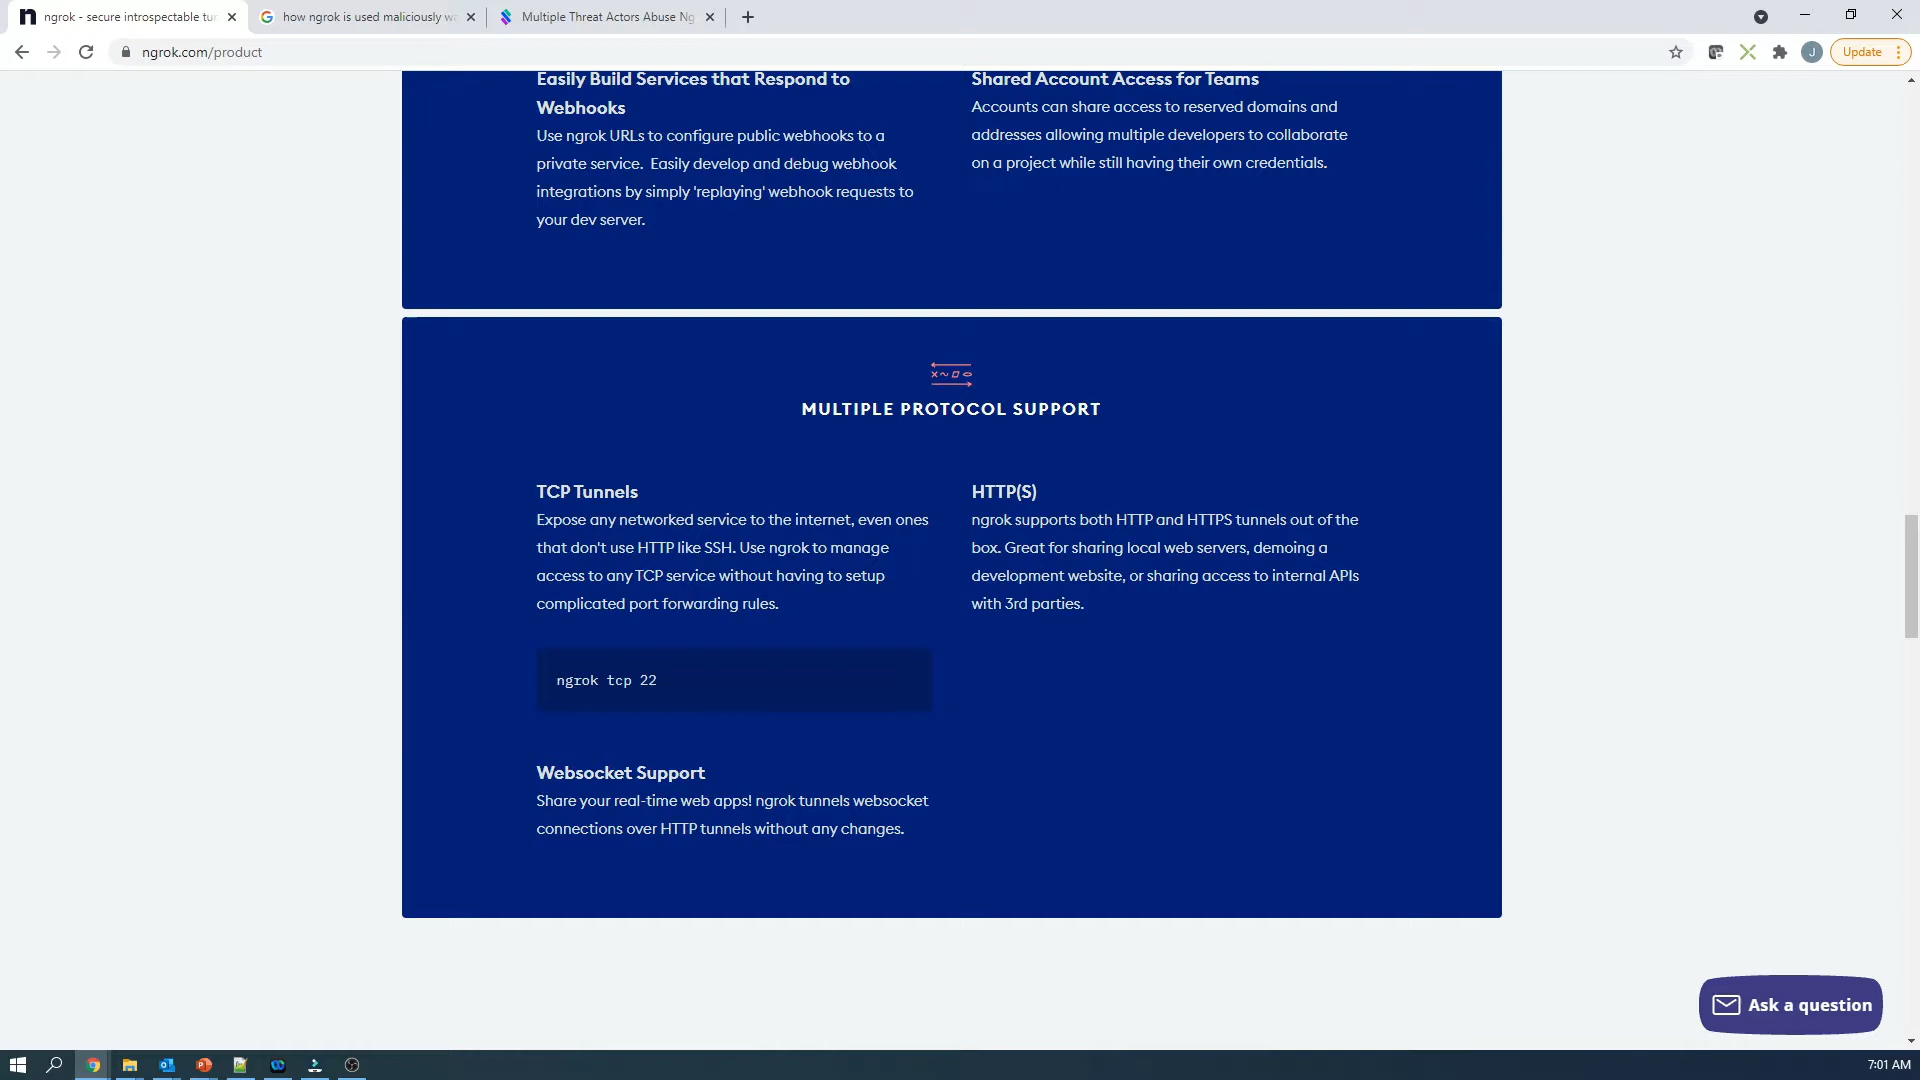 ngrok - secure introspectable tu
how ngrok is used maliciously w
Multiple Threat Actors Abuse Ng
ngrok.com/product
J
Update
Easily Build Services that Respond to
Webhooks
Use ngrok URLs to configure public webhooks to a
private service. Easily develop and debug webhook
integrations by simply 'replaying' webhook requests to
your dev server.
Shared Account Access for Teams
Accounts can share access to reserved domains and
addresses allowing multiple developers to collaborate
on a project while still having their own credentials.
MULTIPLE PROTOCOL SUPPORT
TCP Tunnels
Expose any networked service to the internet, even ones
that don't use HTTP like SSH. Use ngrok to manage
access to any TCP service without having to setup
complicated port forwarding rules.
ngrok tcp 22
HTTP(S)
ngrok supports both HTTP and HTTPS tunnels out of the
box. Great for sharing local web servers, demoing a
development website, or sharing access to internal APIs
with 3rd parties.
Websocket Support
Share your real-time web apps! ngrok tunnels websocket
connections over HTTP tunnels without any changes.
Ask a question
7:01 AM